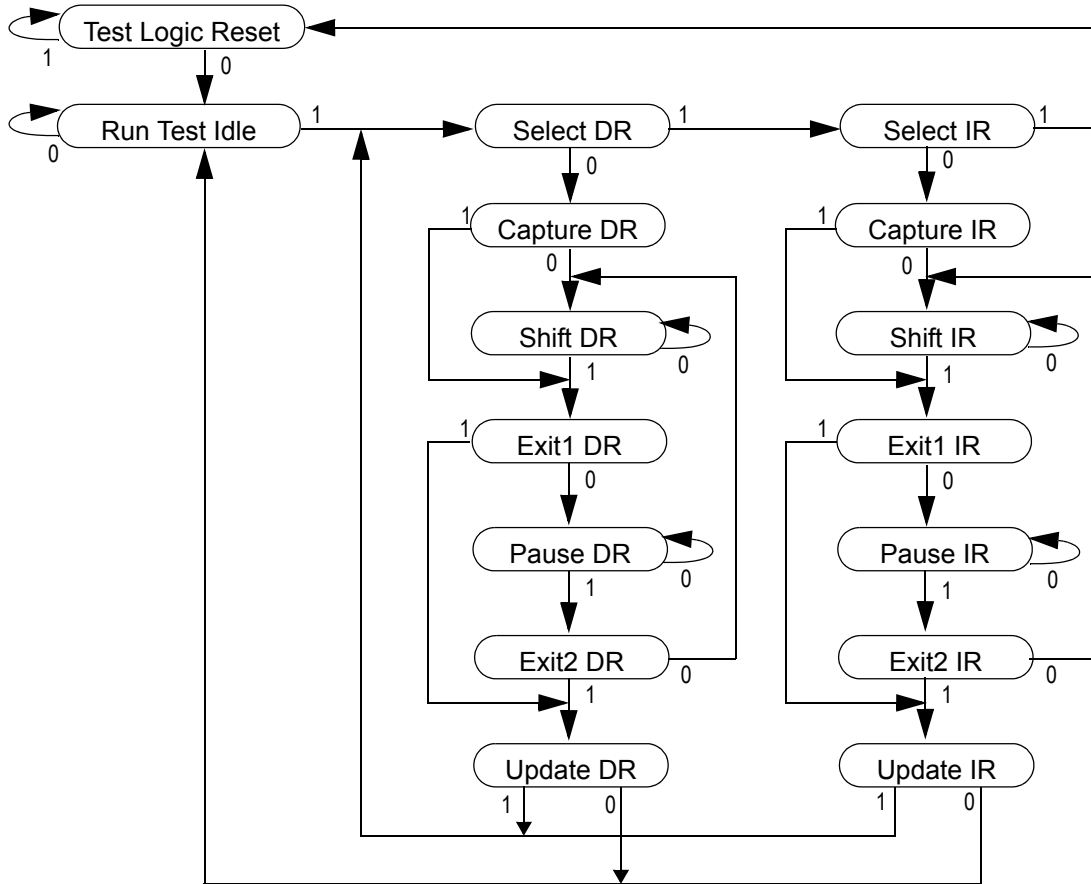 Test Logic Reset
1
0
Run Test Idle
1
Select DR
1
Select IR
1
0
0
0
1
Capture DR
1
Capture IR
0
0
Shift DR
Shift IR
0
0
1
1
1
Exit1 DR
1
Exit1 IR
0
0
Pause DR
Pause IR
0
0
1
1
Exit2 DR
Exit2 IR
0
0
1
1
Update DR
Update IR
1
0
1
0